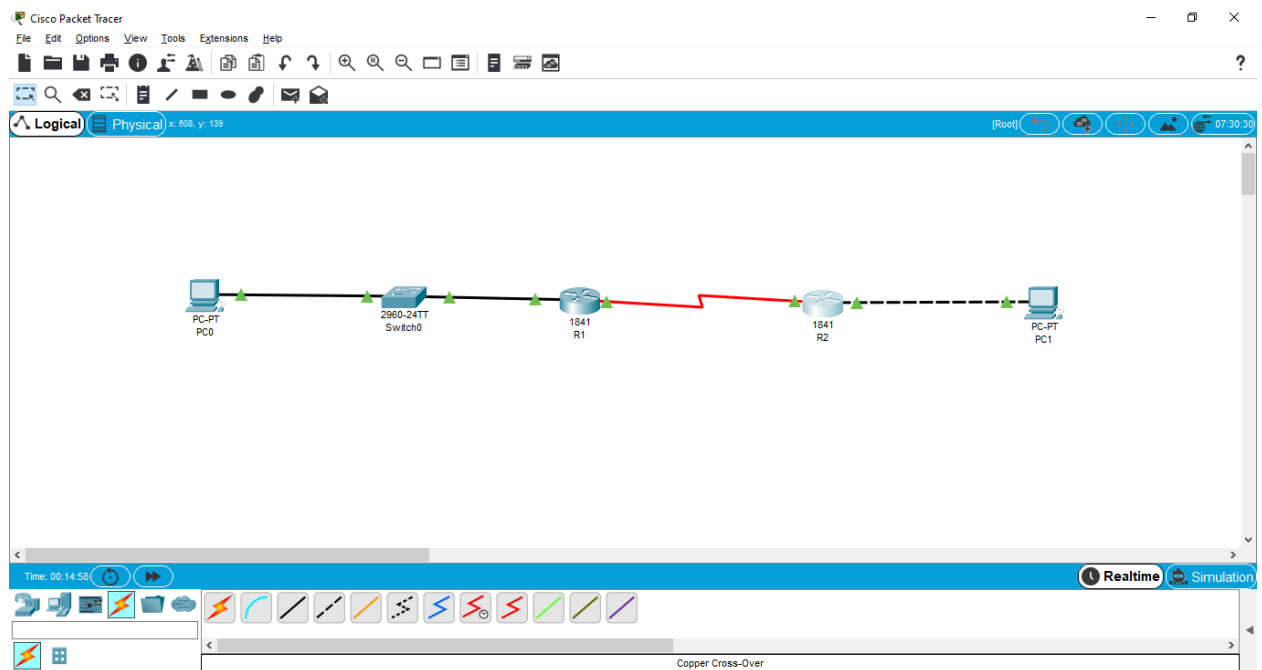 Cisco Packet Tracer
File Edit Options View Tools Extensions Help
?
Logical Physical x: 608, y: 139 [Root] 07:30:30
PC-PT
PC0
2960-24TT
Switch0
1841
R1
1841
R2
PC-PT
PC1
Time: 00:14:58 Realtime Simulation
Copper Cross-Over